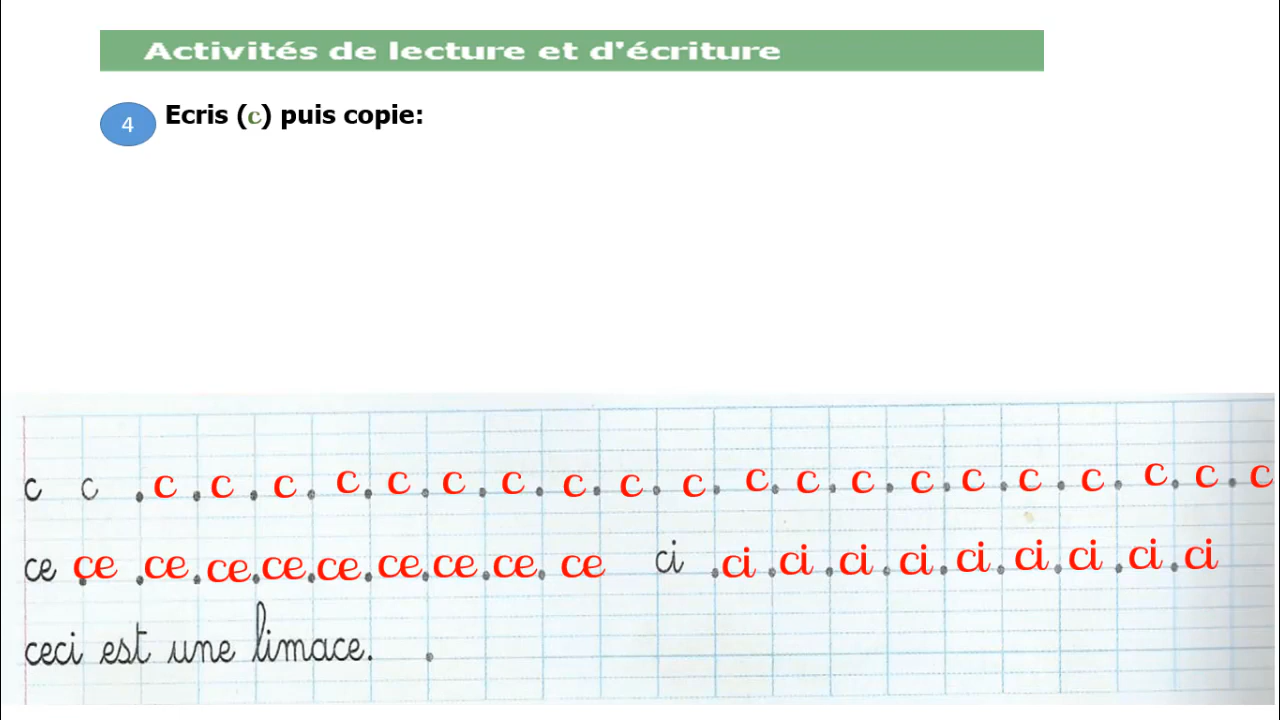 Activités de lecture et d'écriture
4 Ecris (c) puis copie:
c c .c .c .c .c .c .c .c .c .c .c .c .c .c .c .c .c .c .c .c .c
ce .ce .ce .ce .ce .ce .ce .ce .ce .ce ci .ci .ci .ci .ci .ci .ci .ci .ci .ci
ceci est une limace. .